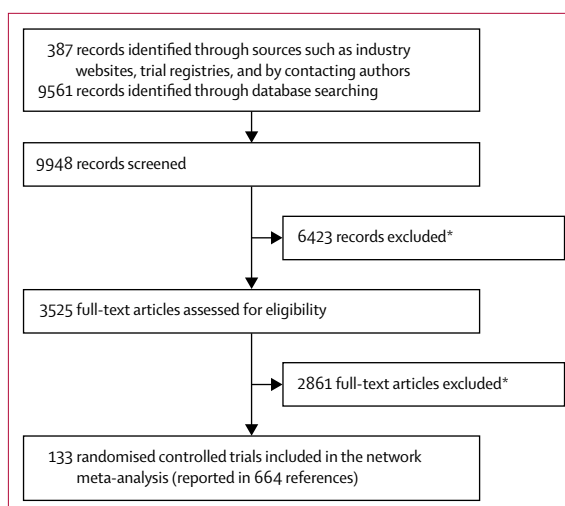 387 records identified through sources such as industry
websites, trial registries, and by contacting authors
9561 records identified through database searching
9948 records screened
6423 records excluded*
3525 full-text articles assessed for eligibility
2861 full-text articles excluded*
133 randomised controlled trials included in the network
meta-analysis (reported in 664 references)